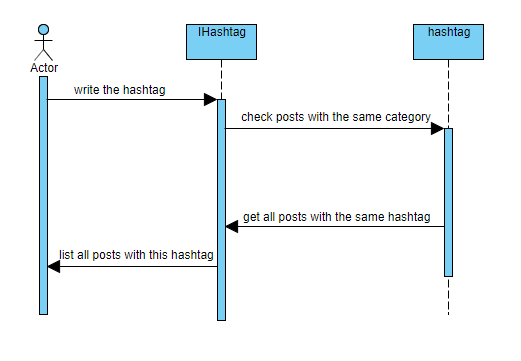 IHashtag
hashtag
Actor
write the hashtag
check posts with the same category
get all posts with the same hashtag
list all posts with this hashtag